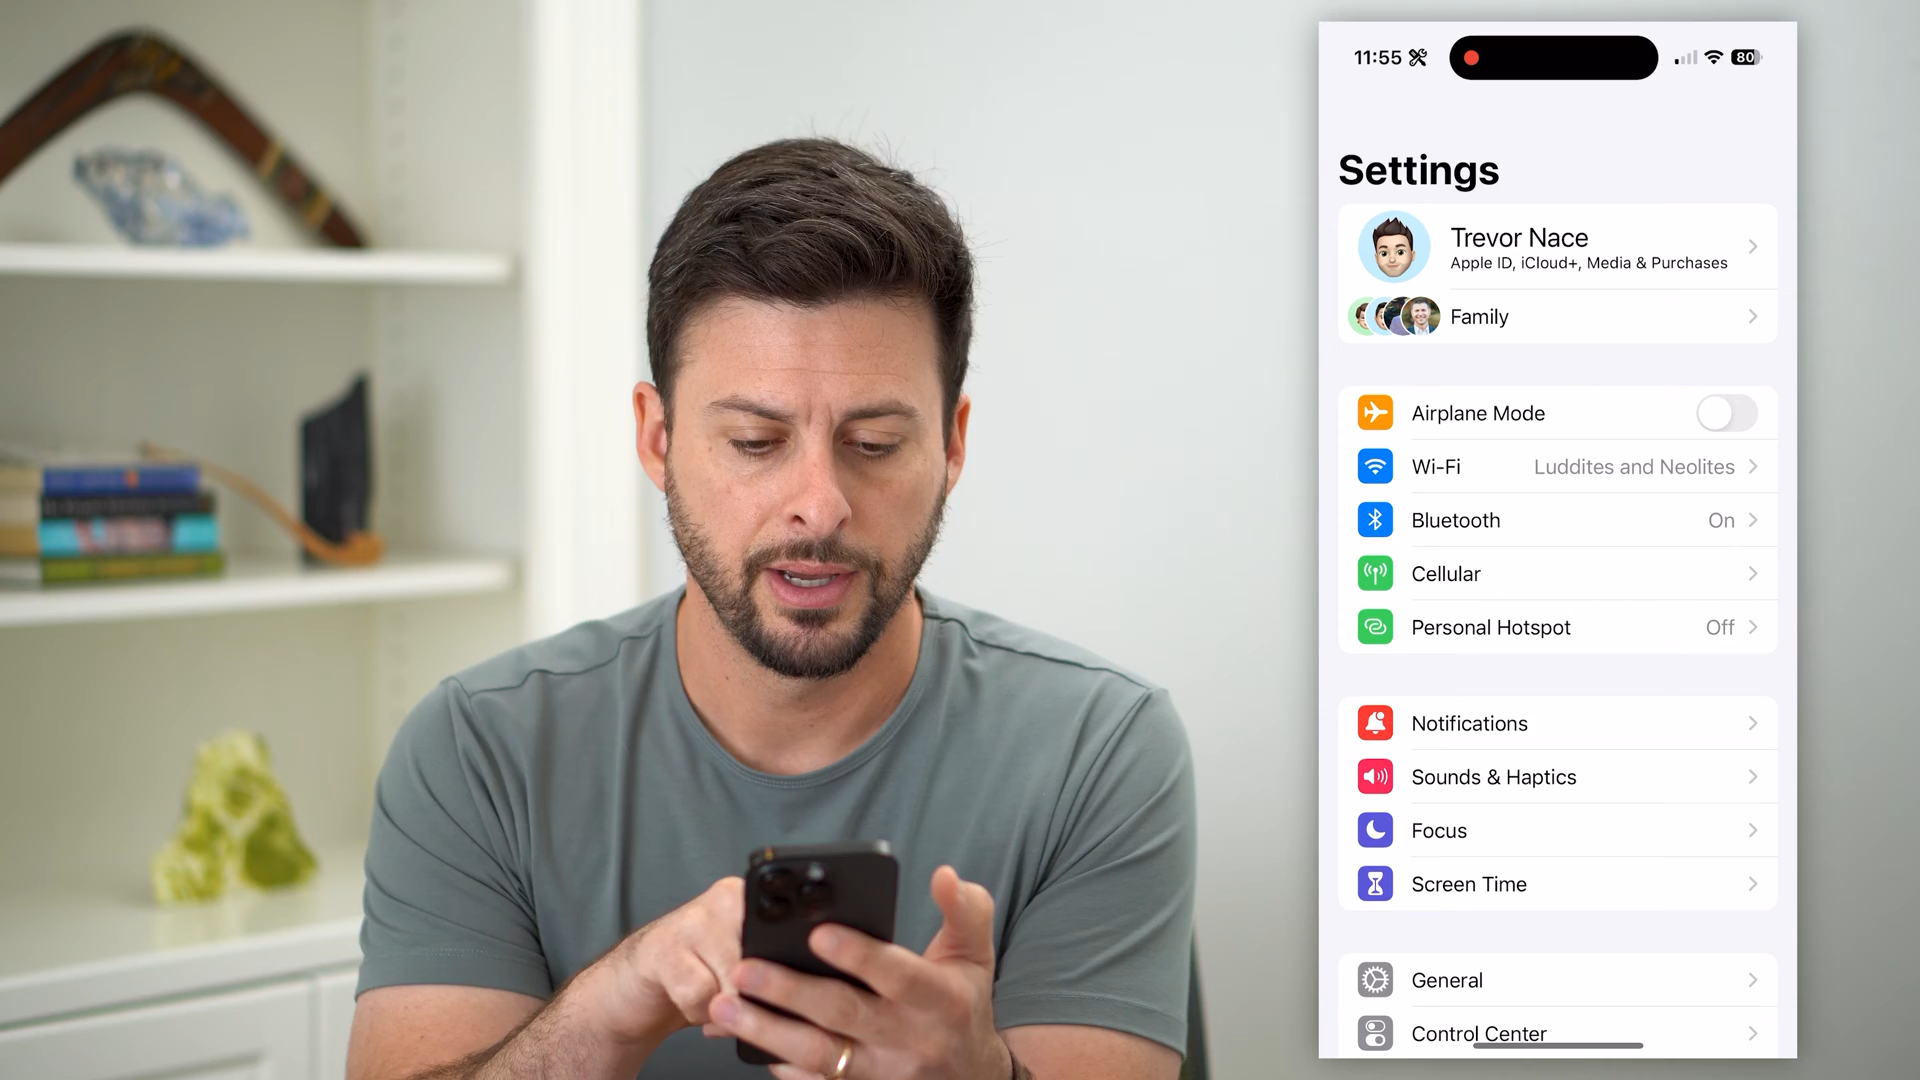 11:55
80
Settings
Trevor Nace
Apple ID, iCloud+, Media & Purchases
Family
Airplane Mode
Wi-Fi Luddites and Neolites
Bluetooth On
Cellular
Personal Hotspot Off
Notifications
Sounds & Haptics
Focus
Screen Time
General
Control Center